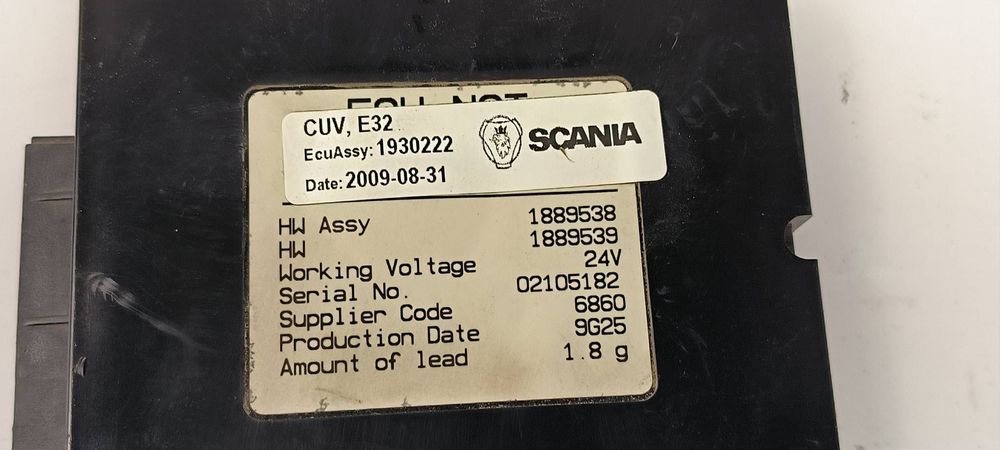 CUV, E32
EcuAssy: 1930222
Date: 2009-08-31
SCANIA
HW Assy 1889538
HW 1889539
Working Voltage 24V
Serial No. 02105182
Supplier Code 6860
Production Date 9G25
Amount of lead 1.8 g